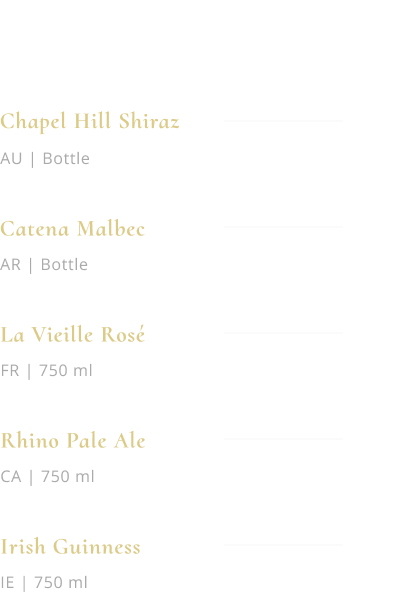 Chapel Hill Shiraz
AU | Bottle
Catena Malbec
AR | Bottle
La Vieille Rosé
FR | 750 ml
Rhino Pale Ale
CA | 750 ml
Irish Guinness
IE | 750 ml